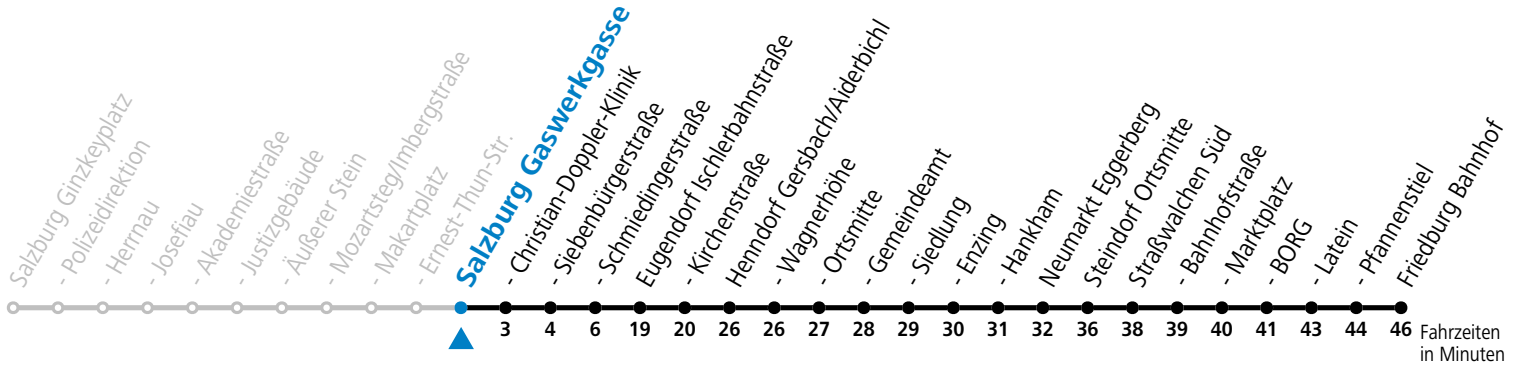 Salzburg Ginzkeyplatz
- Polizeidirektion
- Herrnau
- Josefiau
- Akademiestraße
- Justizgebäude
- Äußerer Stein
- Mozartsteg/Imbergstraße
- Makartplatz
- Ernest-Thun-Str.
Salzburg Gaswerkgasse
- Christian-Doppler-Klinik
- Siebenbürgerstraße
- Schmiedingerstraße
Eugendorf Ischlerbahnstraße
- Kirchenstraße
Henndorf Gersbach/Aiderbichl
- Wagnerhöhe
- Ortsmitte
- Gemeindeamt
- Siedlung
- Enzing
- Hankham
Neumarkt Eggerberg
Steindorf Ortsmitte
Straßwalchen Süd
- Bahnhofstraße
- Marktplatz
- BORG
- Latein
- Pfannenstiel
Friedburg Bahnhof
3 4 6 19 20 26 26 27 28 29 30 31 32 36 38 39 40 41 43 44 46 Fahrzeiten
in Minuten